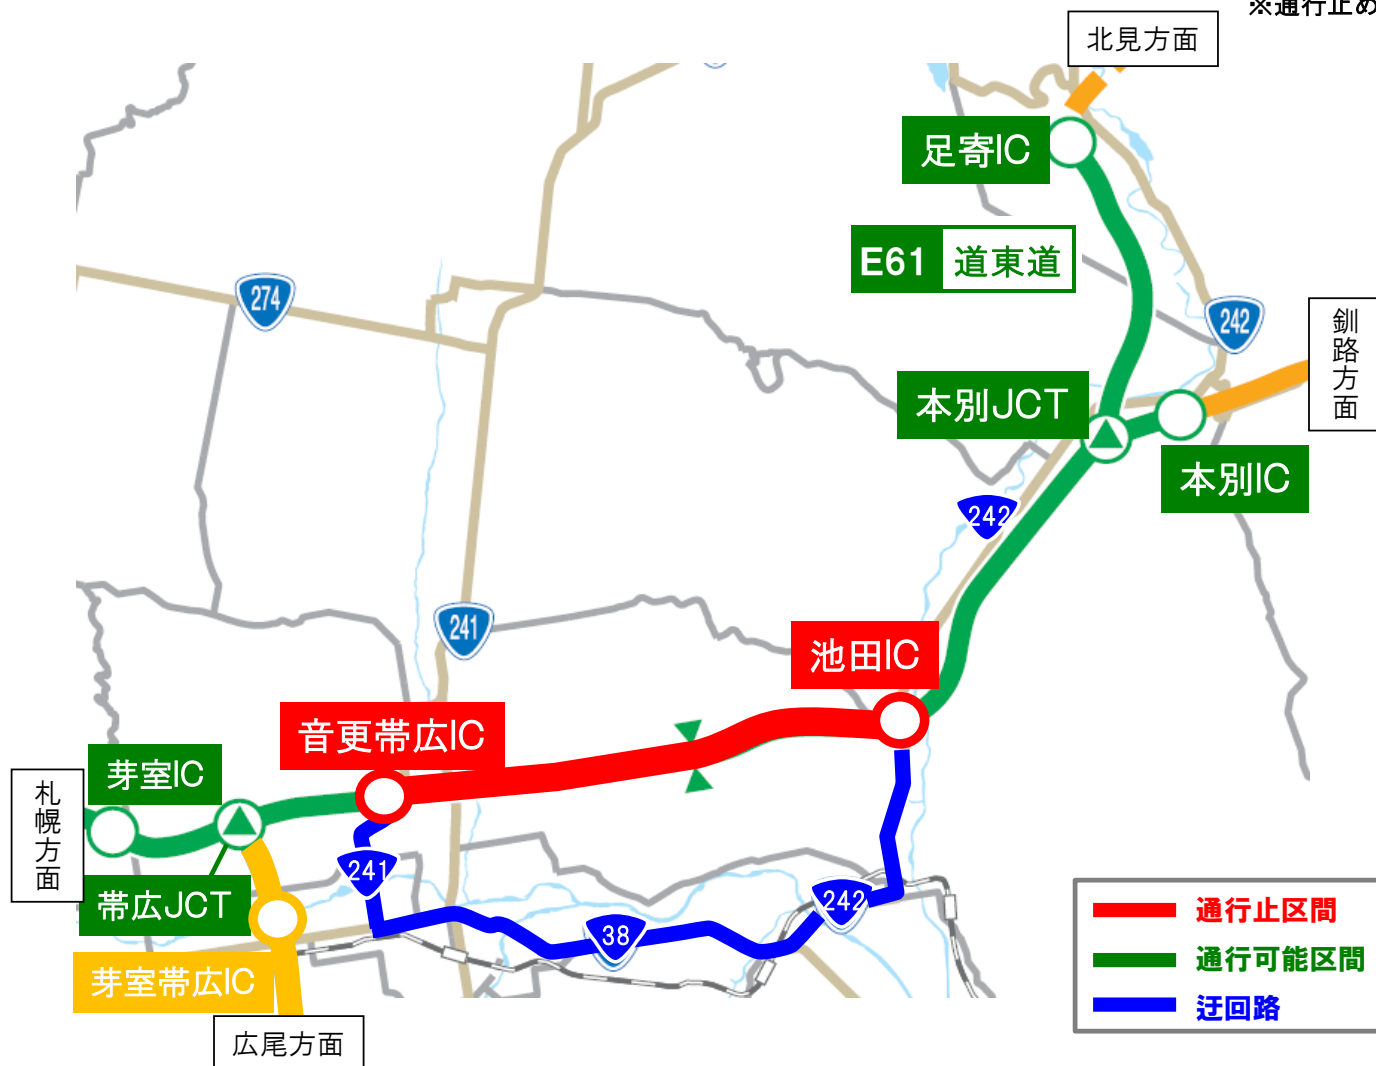 ※通行止め
北見方面
足寄IC
E61 道東道
274
242
釧路方面
本別JCT
本別IC
242
241
池田IC
音更帯広IC
芽室IC
札幌方面
241
帯広JCT
242
38
芽室帯広IC
広尾方面
通行止区間
通行可能区間
迂回路